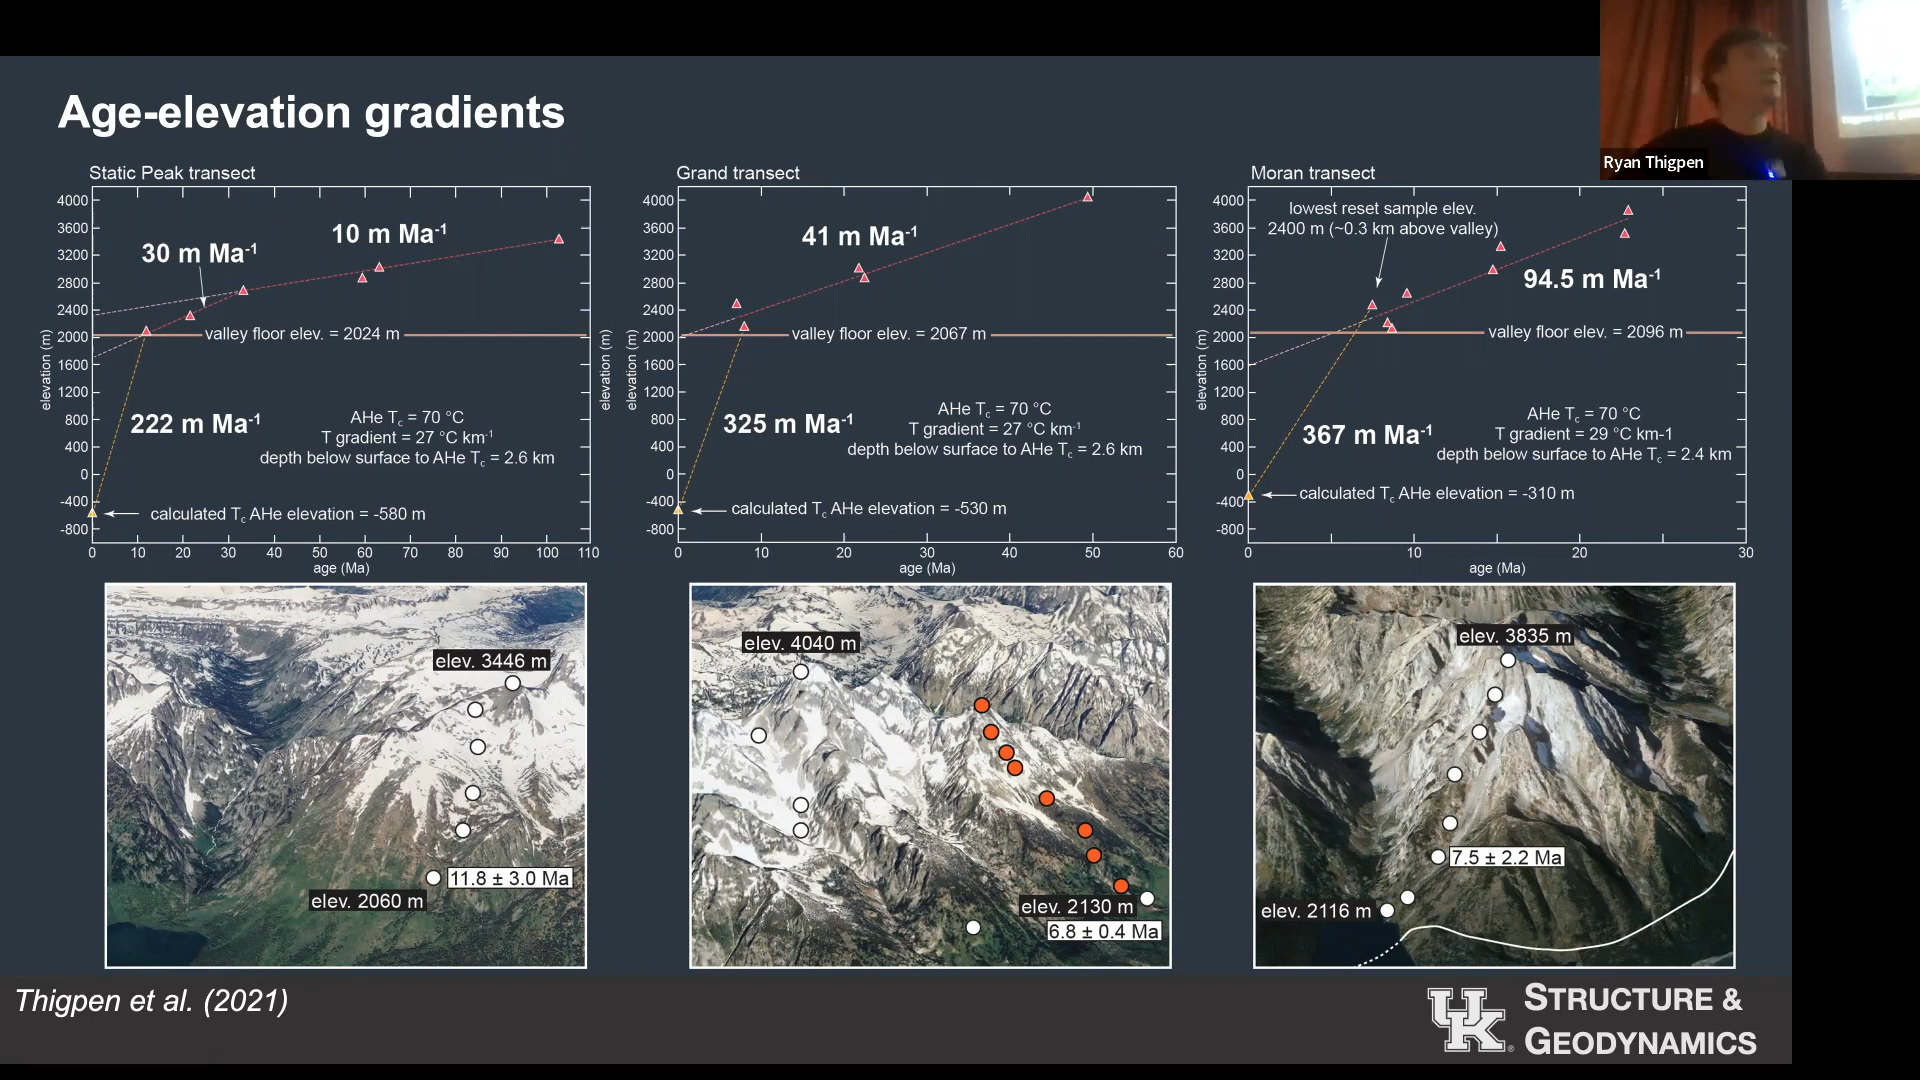 Ryan Thigpen
Age-elevation gradients
Static Peak transect
4000
3600
3200
2800
2400
2000
1600
1200
800
400
0
-400
-800
elevation (m)
30 m Ma-1
10 m Ma-1
valley floor elev. = 2024 m
222 m Ma-1
AHe Tc = 70 °C
T gradient = 27 °C km-1
depth below surface to AHe Tc = 2.6 km
calculated Tc AHe elevation = -580 m
0 10 20 30 40 50 60 70 80 90 100 110
age (Ma)
elevation (m)
Grand transect
4000
3600
3200
2800
2400
2000
1600
1200
800
400
0
-400
-800
elevation (m)
41 m Ma-1
valley floor elev. = 2067 m
325 m Ma-1
AHe Tc = 70 °C
T gradient = 27 °C km-1
depth below surface to AHe Tc = 2.6 km
calculated Tc AHe elevation = -530 m
0 10 20 30 40 50 60
age (Ma)
Moran transect
4000
3600
3200
2800
2400
2000
1600
1200
800
400
0
-400
-800
elevation (m)
lowest reset sample elev.
2400 m (~0.3 km above valley)
94.5 m Ma-1
valley floor elev. = 2096 m
367 m Ma-1
AHe Tc = 70 °C
T gradient = 29 °C km-1
depth below surface to AHe Tc = 2.4 km
calculated Tc AHe elevation = -310 m
0 10 20 30
age (Ma)
elev. 3446 m
11.8 ± 3.0 Ma
elev. 2060 m
elev. 4040 m
elev. 2130 m
6.8 ± 0.4 Ma
elev. 3835 m
7.5 ± 2.2 Ma
elev. 2116 m
Thigpen et al. (2021)
UK®
STRUCTURE &
GEODYNAMICS